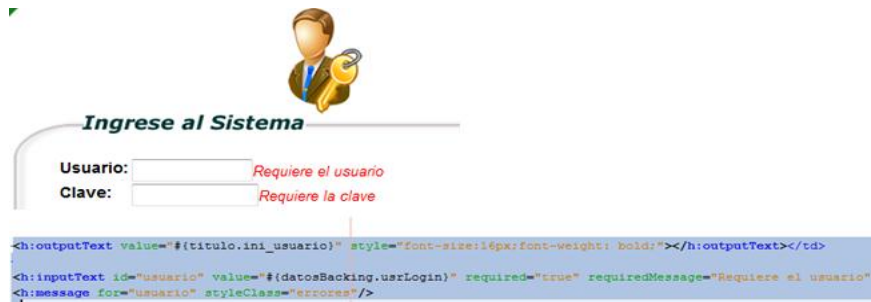 Ingrese al Sistema
Usuario: Requiere el usuario
Clave: Requiere la clave
<h:outputText value="#{titulo.ini_usuario}" style="font-size:16px;font-weight: bold;"></h:outputText></td>
<h:inputText id="usuario" value="#{datosBacking.usrLogin}" required="true" requiredMessage="Requiere el usuario"
<h:message for="usuario" styleClass="errores"/>